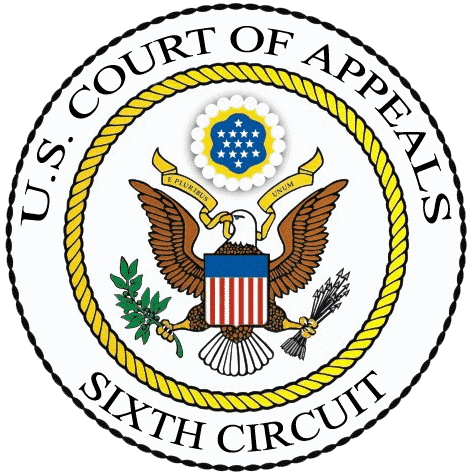 U.S. COURT OF APPEALS
E PLURIBUS UNUM
SIXTH CIRCUIT